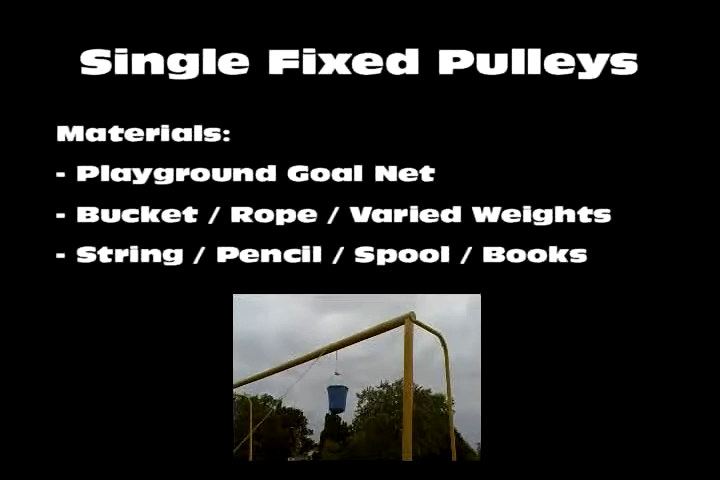 Single Fixed Pulleys
Materials:
- Playground Goal Net
- Bucket / Rope / Varied Weights
- String / Pencil / Spool / Books